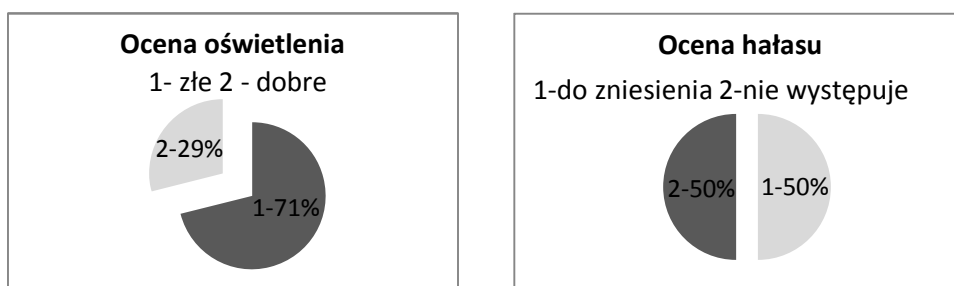 Ocena oświetlenia
1- złe 2 - dobre
2-29%
1-71%
Ocena hałasu
1-do zniesienia 2-nie występuje
2-50%
1-50%